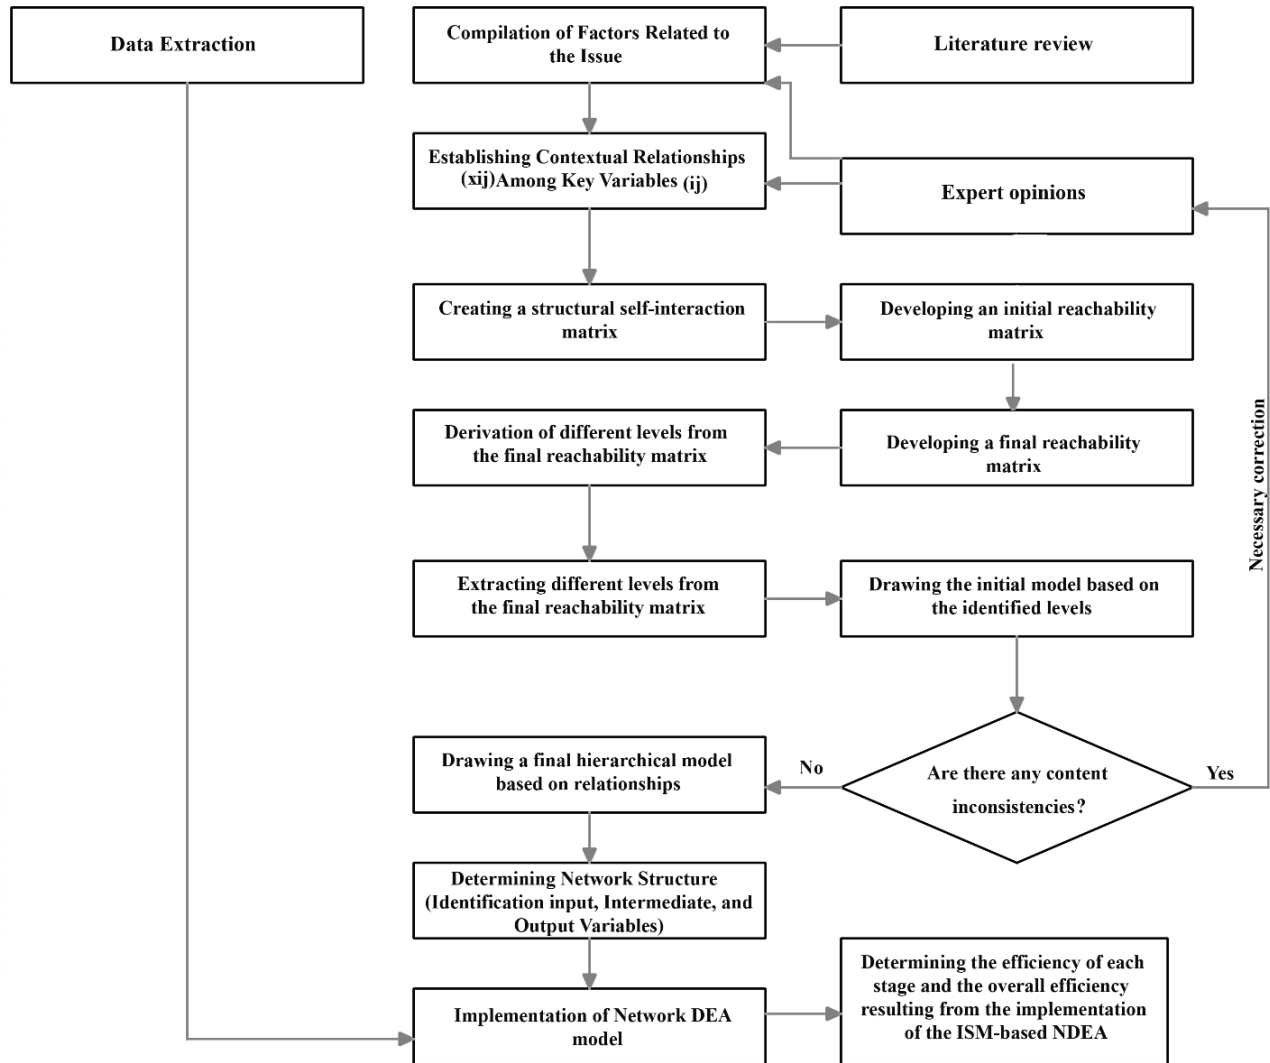 Data Extraction
Compilation of Factors Related to
the Issue
Literature review
Establishing Contextual Relationships
(xij)Among Key Variables (ij)
Expert opinions
Creating a structural self-interaction
matrix
Developing an initial reachability
matrix
Derivation of different levels from
the final reachability matrix
Developing a final reachability
matrix
Necessary correction
Extracting different levels from
the final reachability matrix
Drawing the initial model based on
the identified levels
Are there any content
inconsistencies?
Yes
No
Drawing a final hierarchical model
based on relationships
Determining Network Structure
(Identification input, Intermediate, and
Output Variables)
Implementation of Network DEA
model
Determining the efficiency of each
stage and the overall efficiency
resulting from the implementation
of the ISM-based NDEA